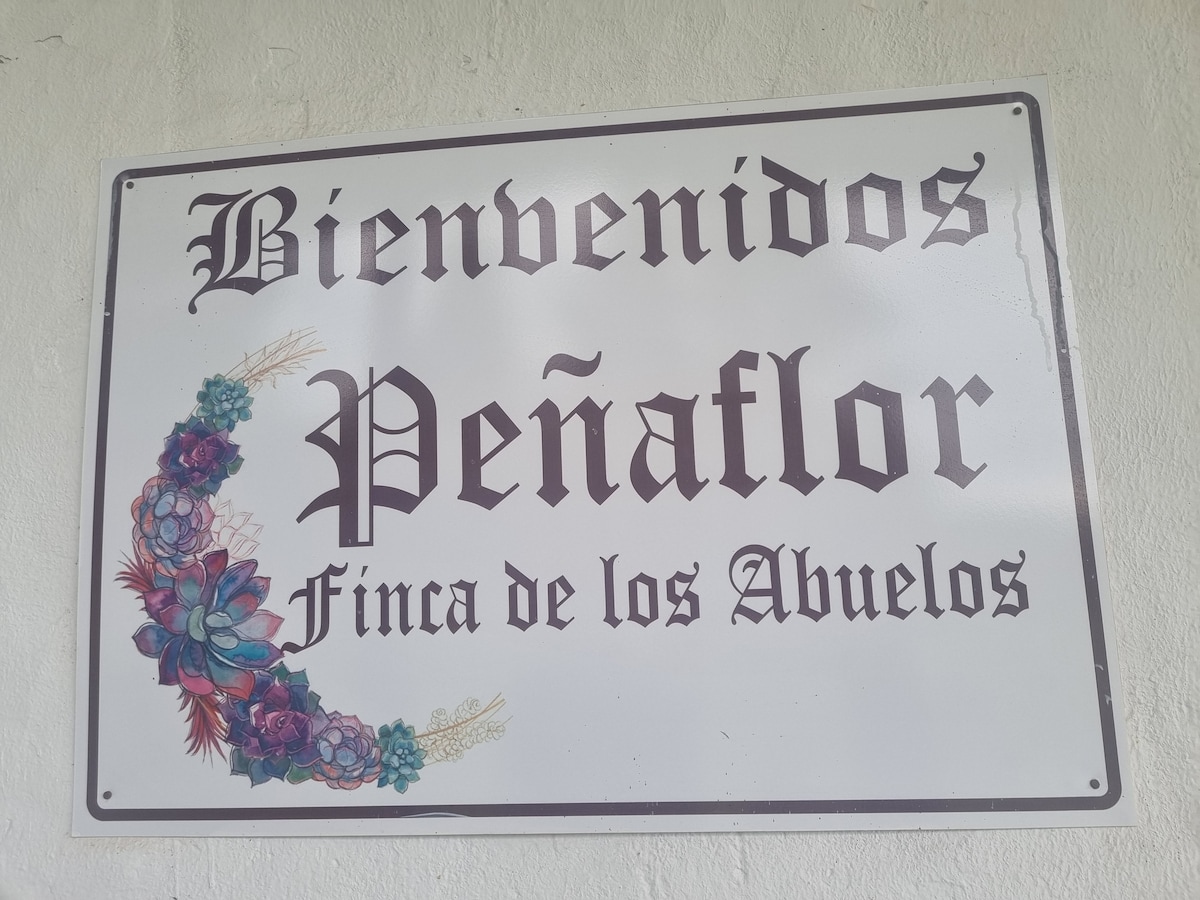 Bienvenidos
Peñaflor
Finca de los Abuelos